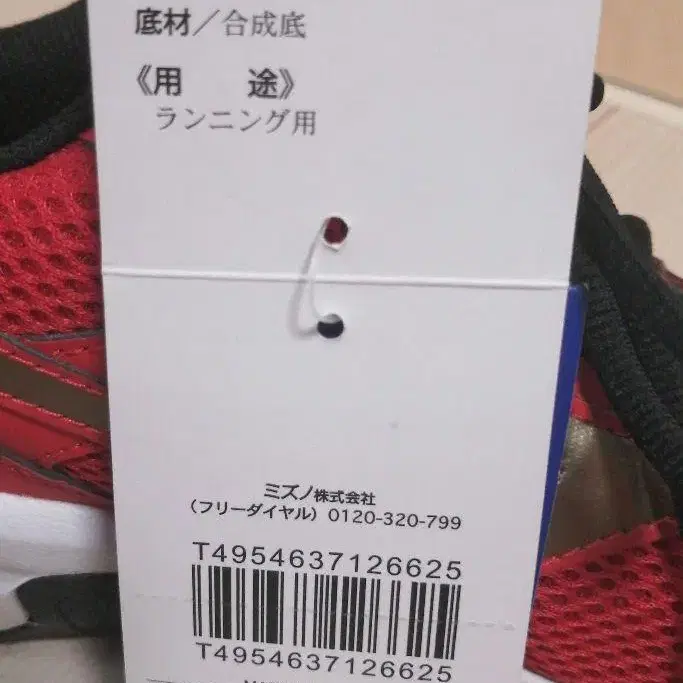 底材／合成底
《用　　途》
ランニング用
ミズノ株式会社
（フリーダイヤル）0120-320-799
T4954637126625
T4954637126625